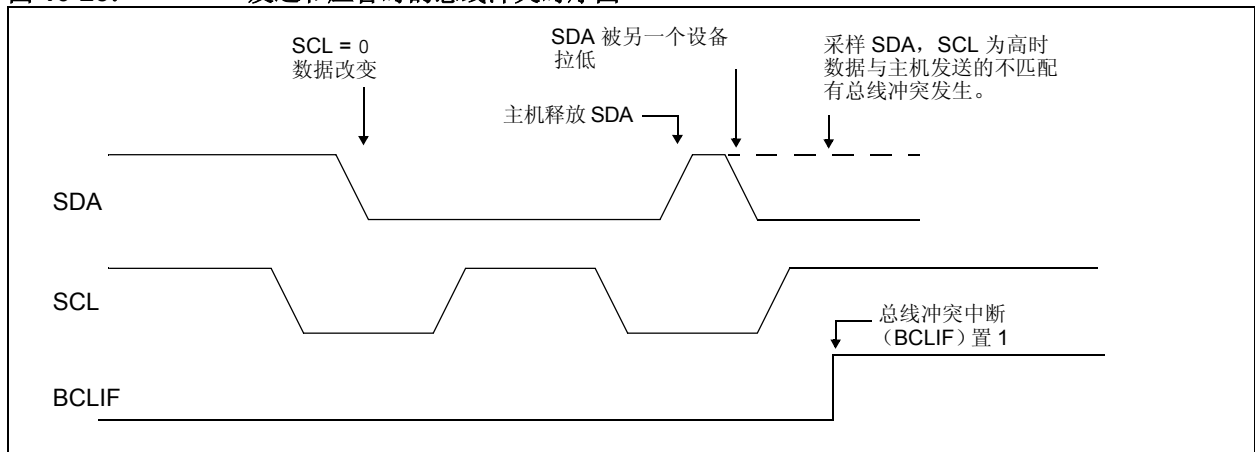 SCL = 0
数据改变
SDA 被另一个设备
拉低
采样 SDA，SCL 为高时
数据与主机发送的不匹配
有总线冲突发生。
主机释放 SDA
SDA
SCL
总线冲突中断
（BCLIF）置 1
BCLIF